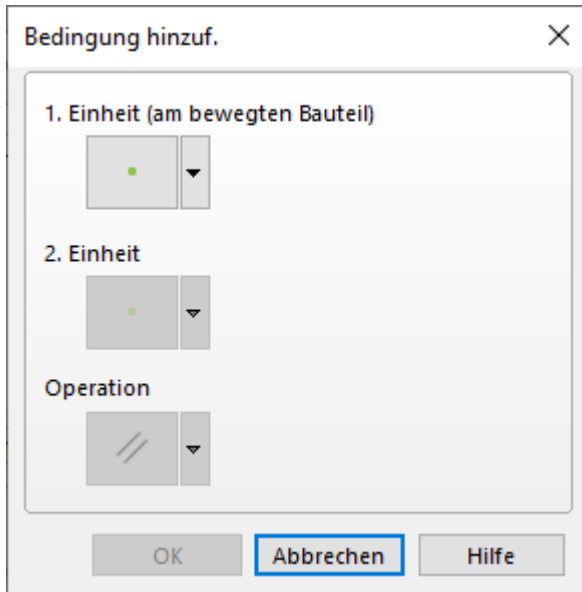 Bedingung hinzuf.
1. Einheit (am bewegten Bauteil)
2. Einheit
Operation
OK
Abbrechen
Hilfe